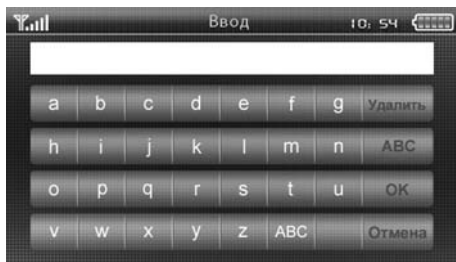 Ввод 10:54
a b c d e f g Удалить
h i j k l m n ABC
o p q r s t u OK
v w x y z ABC Отмена